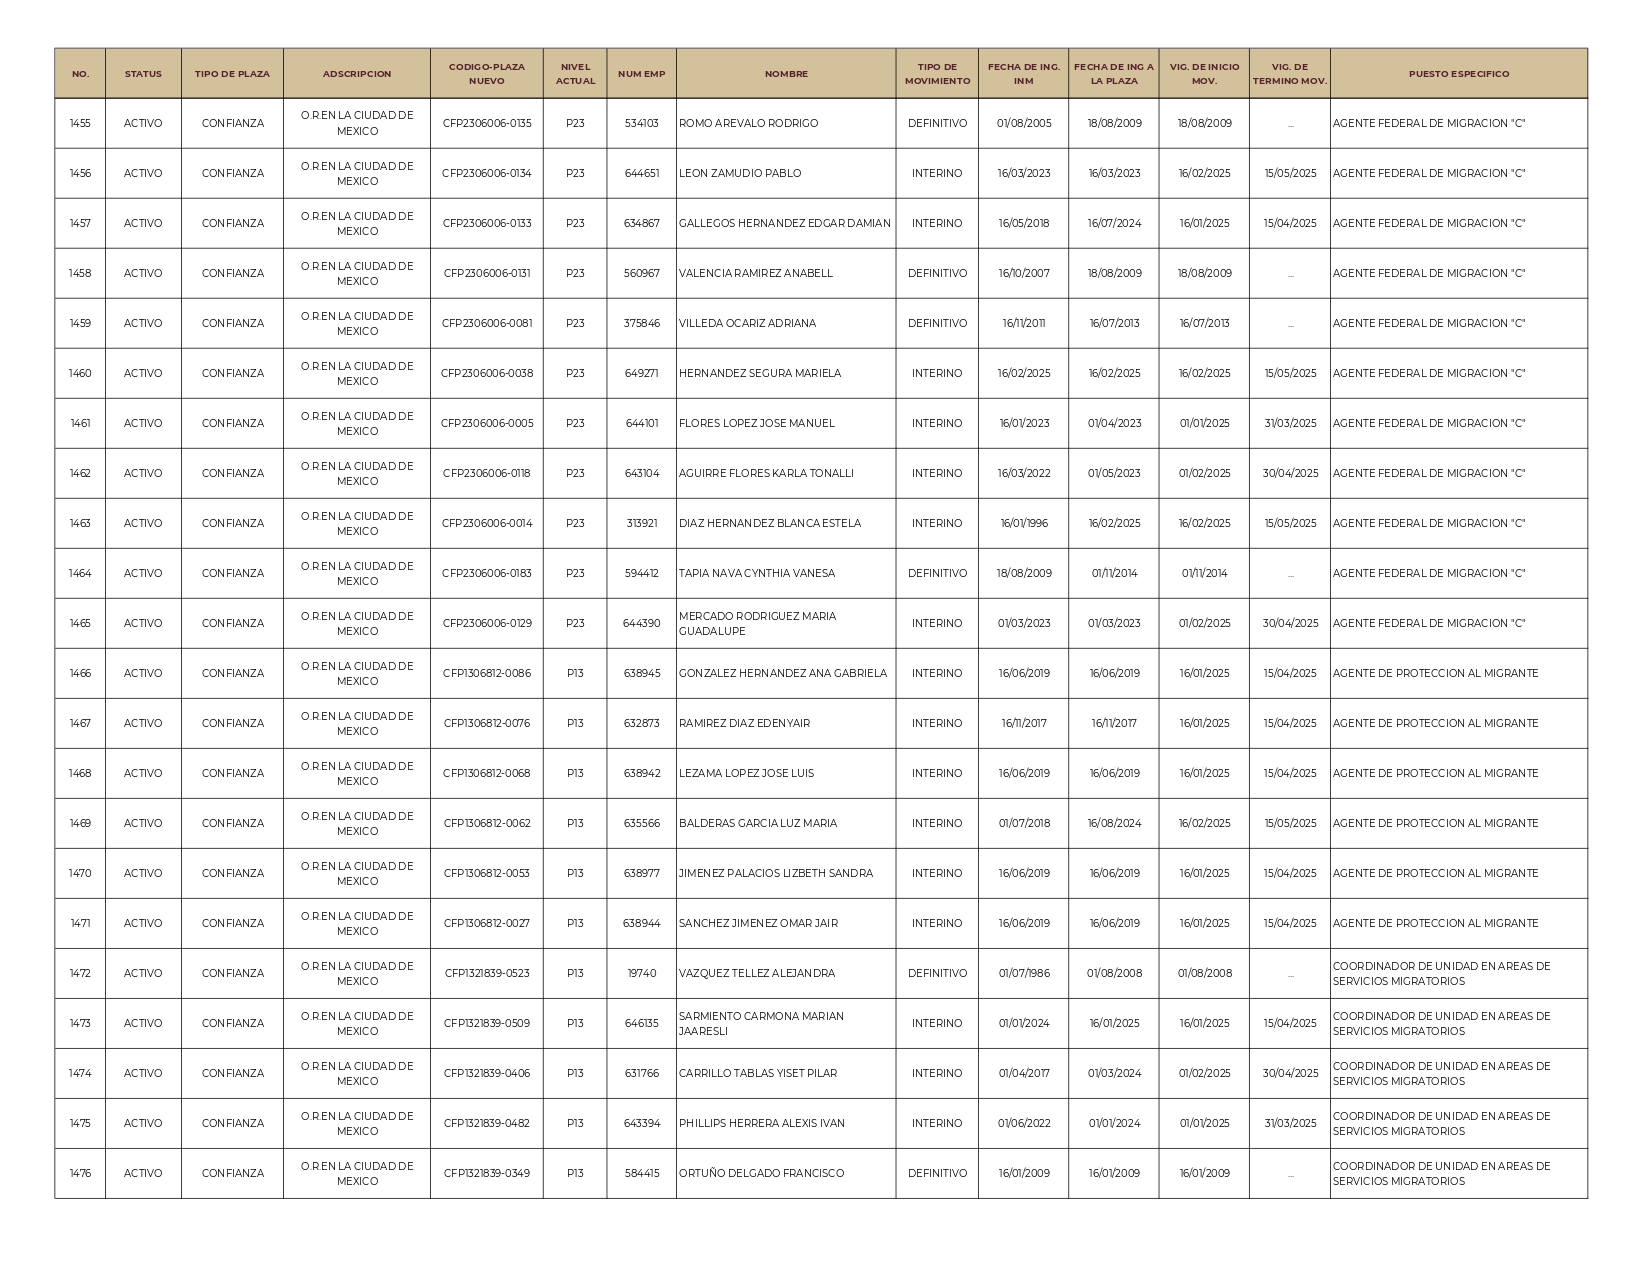 NO. STATUS TIPO DE PLAZA ADSCRIPCION CODIGO-PLAZA NUEVO NIVEL ACTUAL NUM EMP NOMBRE TIPO DE MOVIMIENTO FECHA DE ING. INM FECHA DE ING A LA PLAZA VIG. DE INICIO MOV. VIG. DE TERMINO MOV. PUESTO ESPECIFICO
1455 ACTIVO CONFIANZA O.R.EN LA CIUDAD DE MEXICO CFP2306006-0135 P23 534103 ROMO AREVALO RODRIGO DEFINITIVO 01/08/2005 18/08/2009 18/08/2009 ... AGENTE FEDERAL DE MIGRACION "C"
1456 ACTIVO CONFIANZA O.R.EN LA CIUDAD DE MEXICO CFP2306006-0134 P23 644651 LEON ZAMUDIO PABLO INTERINO 16/03/2023 16/03/2023 16/02/2025 15/05/2025 AGENTE FEDERAL DE MIGRACION "C"
1457 ACTIVO CONFIANZA O.R.EN LA CIUDAD DE MEXICO CFP2306006-0133 P23 634867 GALLEGOS HERNANDEZ EDGAR DAMIAN INTERINO 16/05/2018 16/07/2024 16/01/2025 15/04/2025 AGENTE FEDERAL DE MIGRACION "C"
1458 ACTIVO CONFIANZA O.R.EN LA CIUDAD DE MEXICO CFP2306006-0131 P23 560967 VALENCIA RAMIREZ ANABELL DEFINITIVO 16/10/2007 18/08/2009 18/08/2009 ... AGENTE FEDERAL DE MIGRACION "C"
1459 ACTIVO CONFIANZA O.R.EN LA CIUDAD DE MEXICO CFP2306006-0081 P23 375846 VILLEDA OCARIZ ADRIANA DEFINITIVO 16/11/2011 16/07/2013 16/07/2013 ... AGENTE FEDERAL DE MIGRACION "C"
1460 ACTIVO CONFIANZA O.R.EN LA CIUDAD DE MEXICO CFP2306006-0038 P23 649271 HERNANDEZ SEGURA MARIELA INTERINO 16/02/2025 16/02/2025 16/02/2025 15/05/2025 AGENTE FEDERAL DE MIGRACION "C"
1461 ACTIVO CONFIANZA O.R.EN LA CIUDAD DE MEXICO CFP2306006-0005 P23 644101 FLORES LOPEZ JOSE MANUEL INTERINO 16/01/2023 01/04/2023 01/01/2025 31/03/2025 AGENTE FEDERAL DE MIGRACION "C"
1462 ACTIVO CONFIANZA O.R.EN LA CIUDAD DE MEXICO CFP2306006-0118 P23 643104 AGUIRRE FLORES KARLA TONALLI INTERINO 16/03/2022 01/05/2023 01/02/2025 30/04/2025 AGENTE FEDERAL DE MIGRACION "C"
1463 ACTIVO CONFIANZA O.R.EN LA CIUDAD DE MEXICO CFP2306006-0014 P23 313921 DIAZ HERNANDEZ BLANCA ESTELA INTERINO 16/01/1996 16/02/2025 16/02/2025 15/05/2025 AGENTE FEDERAL DE MIGRACION "C"
1464 ACTIVO CONFIANZA O.R.EN LA CIUDAD DE MEXICO CFP2306006-0183 P23 594412 TAPIA NAVA CYNTHIA VANESA DEFINITIVO 18/08/2009 01/11/2014 01/11/2014 ... AGENTE FEDERAL DE MIGRACION "C"
1465 ACTIVO CONFIANZA O.R.EN LA CIUDAD DE MEXICO CFP2306006-0129 P23 644390 MERCADO RODRIGUEZ MARIA GUADALUPE INTERINO 01/03/2023 01/03/2023 01/02/2025 30/04/2025 AGENTE FEDERAL DE MIGRACION "C"
1466 ACTIVO CONFIANZA O.R.EN LA CIUDAD DE MEXICO CFP1306812-0086 P13 638945 GONZALEZ HERNANDEZ ANA GABRIELA INTERINO 16/06/2019 16/06/2019 16/01/2025 15/04/2025 AGENTE DE PROTECCION AL MIGRANTE
1467 ACTIVO CONFIANZA O.R.EN LA CIUDAD DE MEXICO CFP1306812-0076 P13 632873 RAMIREZ DIAZ EDENYAIR INTERINO 16/11/2017 16/11/2017 16/01/2025 15/04/2025 AGENTE DE PROTECCION AL MIGRANTE
1468 ACTIVO CONFIANZA O.R.EN LA CIUDAD DE MEXICO CFP1306812-0068 P13 638942 LEZAMA LOPEZ JOSE LUIS INTERINO 16/06/2019 16/06/2019 16/01/2025 15/04/2025 AGENTE DE PROTECCION AL MIGRANTE
1469 ACTIVO CONFIANZA O.R.EN LA CIUDAD DE MEXICO CFP1306812-0062 P13 635566 BALDERAS GARCIA LUZ MARIA INTERINO 01/07/2018 16/08/2024 16/02/2025 15/05/2025 AGENTE DE PROTECCION AL MIGRANTE
1470 ACTIVO CONFIANZA O.R.EN LA CIUDAD DE MEXICO CFP1306812-0053 P13 638977 JIMENEZ PALACIOS LIZBETH SANDRA INTERINO 16/06/2019 16/06/2019 16/01/2025 15/04/2025 AGENTE DE PROTECCION AL MIGRANTE
1471 ACTIVO CONFIANZA O.R.EN LA CIUDAD DE MEXICO CFP1306812-0027 P13 638944 SANCHEZ JIMENEZ OMAR JAIR INTERINO 16/06/2019 16/06/2019 16/01/2025 15/04/2025 AGENTE DE PROTECCION AL MIGRANTE
1472 ACTIVO CONFIANZA O.R.EN LA CIUDAD DE MEXICO CFP1321839-0523 P13 19740 VAZQUEZ TELLEZ ALEJANDRA DEFINITIVO 01/07/1986 01/08/2008 01/08/2008 ... COORDINADOR DE UNIDAD EN AREAS DE SERVICIOS MIGRATORIOS
1473 ACTIVO CONFIANZA O.R.EN LA CIUDAD DE MEXICO CFP1321839-0509 P13 646135 SARMIENTO CARMONA MARIAN JAARESLI INTERINO 01/01/2024 16/01/2025 16/01/2025 15/04/2025 COORDINADOR DE UNIDAD EN AREAS DE SERVICIOS MIGRATORIOS
1474 ACTIVO CONFIANZA O.R.EN LA CIUDAD DE MEXICO CFP1321839-0406 P13 631766 CARRILLO TABLAS YISET PILAR INTERINO 01/04/2017 01/03/2024 01/02/2025 30/04/2025 COORDINADOR DE UNIDAD EN AREAS DE SERVICIOS MIGRATORIOS
1475 ACTIVO CONFIANZA O.R.EN LA CIUDAD DE MEXICO CFP1321839-0482 P13 643394 PHILLIPS HERRERA ALEXIS IVAN INTERINO 01/06/2022 01/01/2024 01/01/2025 31/03/2025 COORDINADOR DE UNIDAD EN AREAS DE SERVICIOS MIGRATORIOS
1476 ACTIVO CONFIANZA O.R.EN LA CIUDAD DE MEXICO CFP1321839-0349 P13 584415 ORTUÑO DELGADO FRANCISCO DEFINITIVO 16/01/2009 16/01/2009 16/01/2009 ... COORDINADOR DE UNIDAD EN AREAS DE SERVICIOS MIGRATORIOS